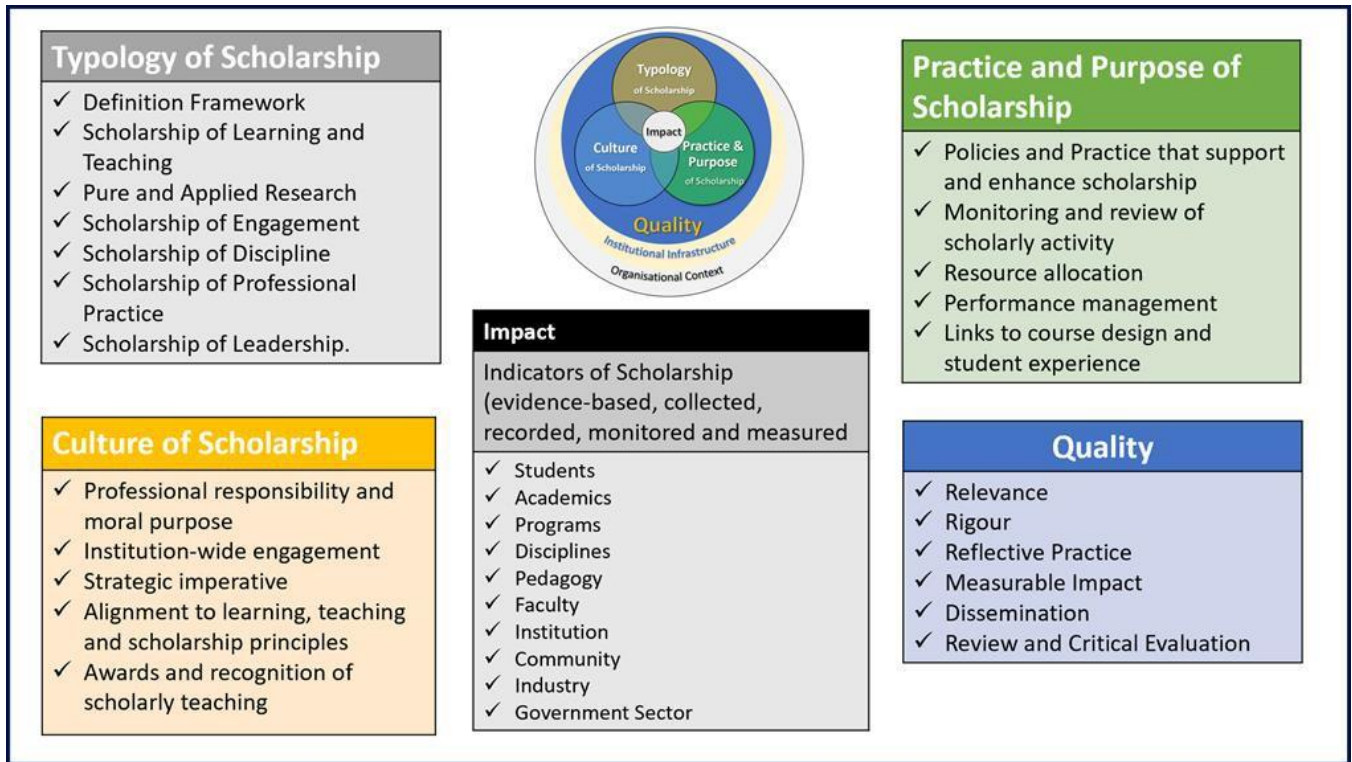 Typology of Scholarship
✓ Definition Framework
✓ Scholarship of Learning and
Teaching
✓ Pure and Applied Research
✓ Scholarship of Engagement
✓ Scholarship of Discipline
✓ Scholarship of Professional
Practice
✓ Scholarship of Leadership.
Typology
of Scholarship
Impact
Culture
of Scholarship
Practice &
Purpose
of Scholarship
Quality
Institutional Infrastructure
Organisational Context
Practice and Purpose of
Scholarship
✓ Policies and Practice that support
and enhance scholarship
✓ Monitoring and review of
scholarly activity
✓ Resource allocation
✓ Performance management
✓ Links to course design and
student experience
Culture of Scholarship
✓ Professional responsibility and
moral purpose
✓ Institution-wide engagement
✓ Strategic imperative
✓ Alignment to learning, teaching
and scholarship principles
✓ Awards and recognition of
scholarly teaching
Impact
Indicators of Scholarship
(evidence-based, collected,
recorded, monitored and measured
✓ Students
✓ Academics
✓ Programs
✓ Disciplines
✓ Pedagogy
✓ Faculty
✓ Institution
✓ Community
✓ Industry
✓ Government Sector
Quality
✓ Relevance
✓ Rigour
✓ Reflective Practice
✓ Measurable Impact
✓ Dissemination
✓ Review and Critical Evaluation